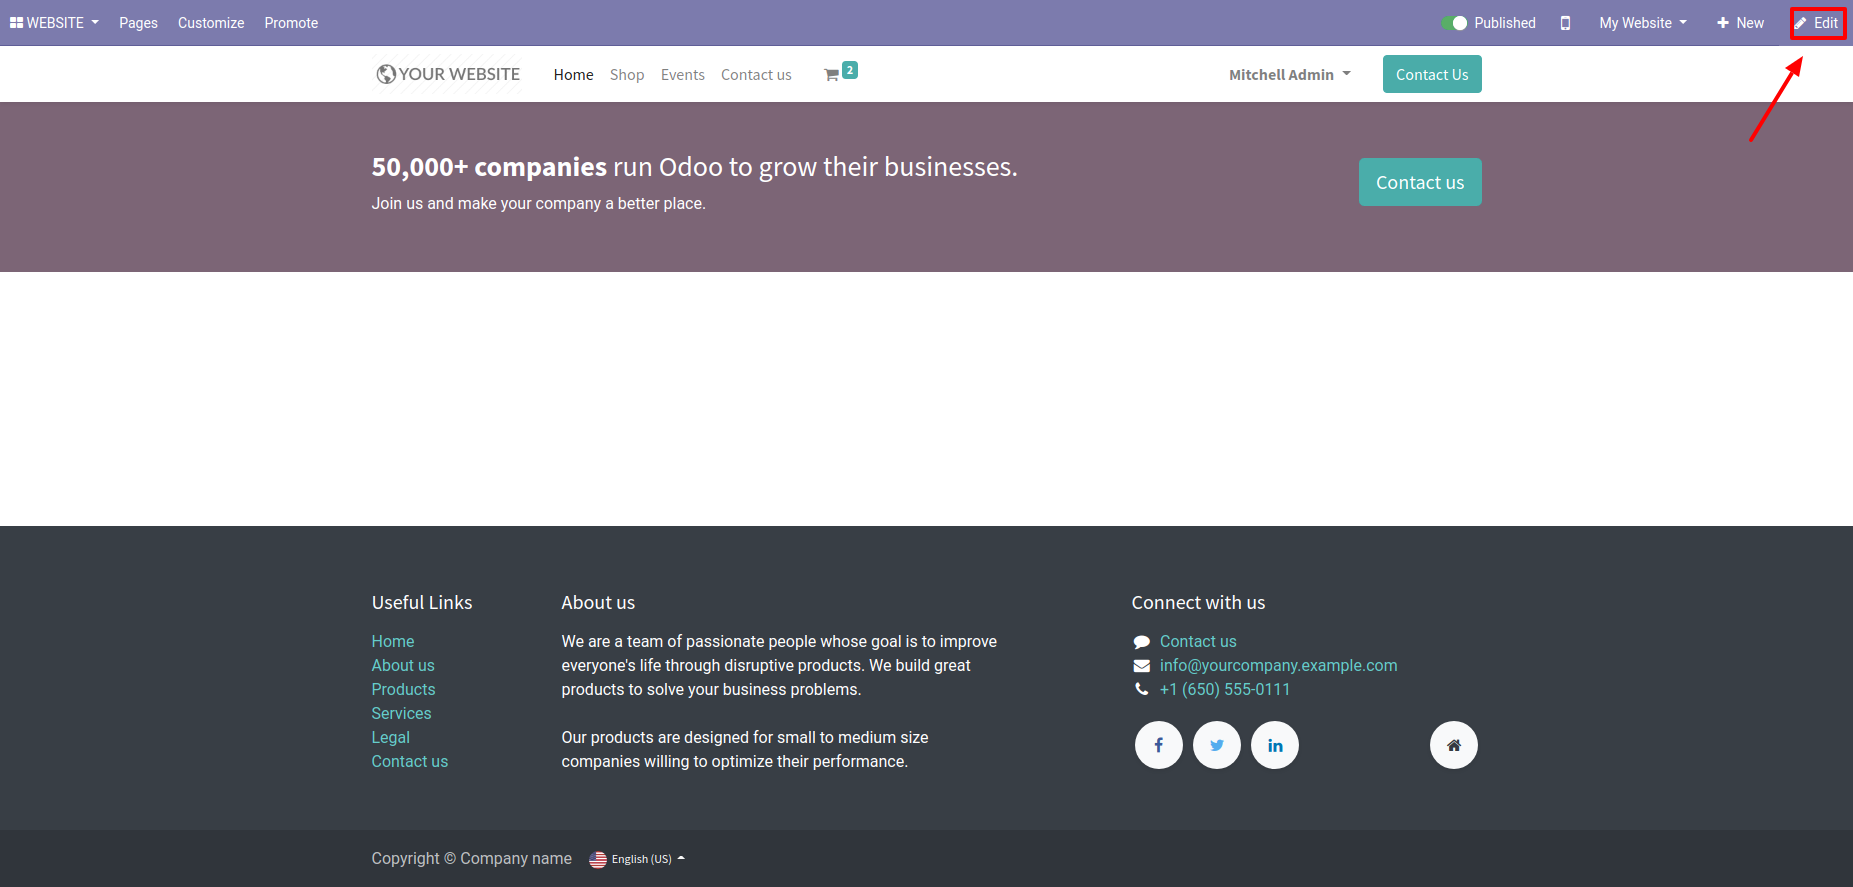 WEBSITE Pages Customize Promote Published My Website New Edit
YOUR WEBSITE Home Shop Events Contact us 2 Mitchell Admin Contact Us
50,000+ companies run Odoo to grow their businesses.
Join us and make your company a better place.
Contact us
Useful Links
Home
About us
Products
Services
Legal
Contact us
About us
We are a team of passionate people whose goal is to improve
everyone's life through disruptive products. We build great
products to solve your business problems.
Our products are designed for small to medium size
companies willing to optimize their performance.
Connect with us
Contact us
info@yourcompany.example.com
+1 (650) 555-0111
Copyright © Company name English (US)